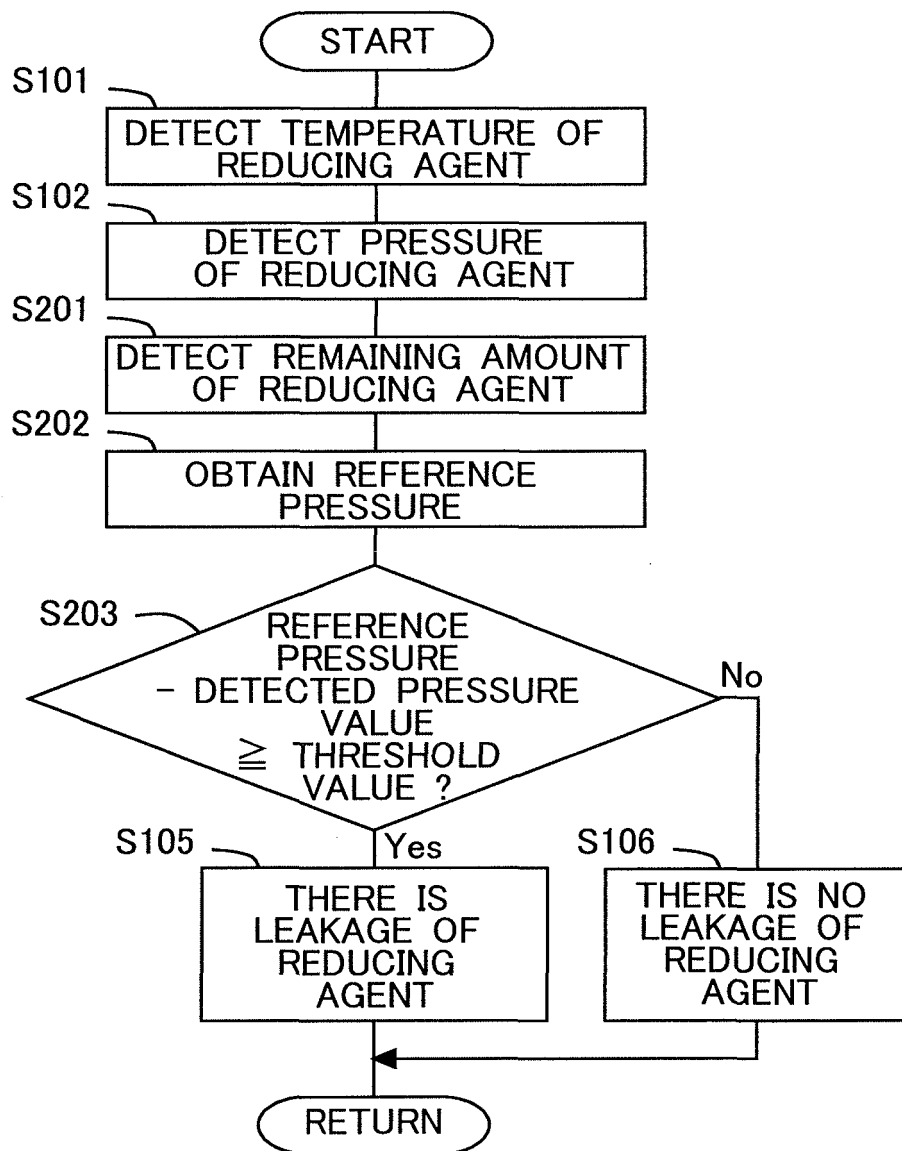 START
S101
DETECT TEMPERATURE OF
REDUCING AGENT
S102
DETECT PRESSURE
OF REDUCING AGENT
S201
DETECT REMAINING AMOUNT
OF REDUCING AGENT
S202
OBTAIN REFERENCE
PRESSURE
S203
REFERENCE
PRESSURE
- DETECTED PRESSURE
VALUE
≧ THRESHOLD
VALUE ?
No
Yes
S105
THERE IS
LEAKAGE OF
REDUCING
AGENT
S106
THERE IS NO
LEAKAGE OF
REDUCING
AGENT
RETURN